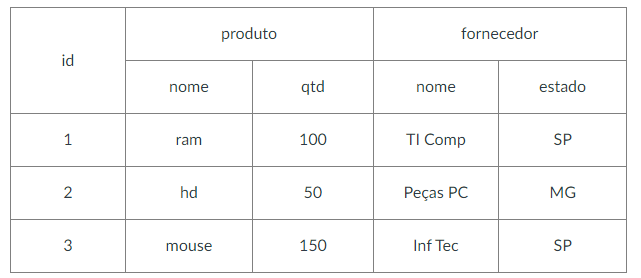 id produto fornecedor
nome qtd nome estado
1 ram 100 TI Comp SP
2 hd 50 Peças PC MG
3 mouse 150 Inf Tec SP